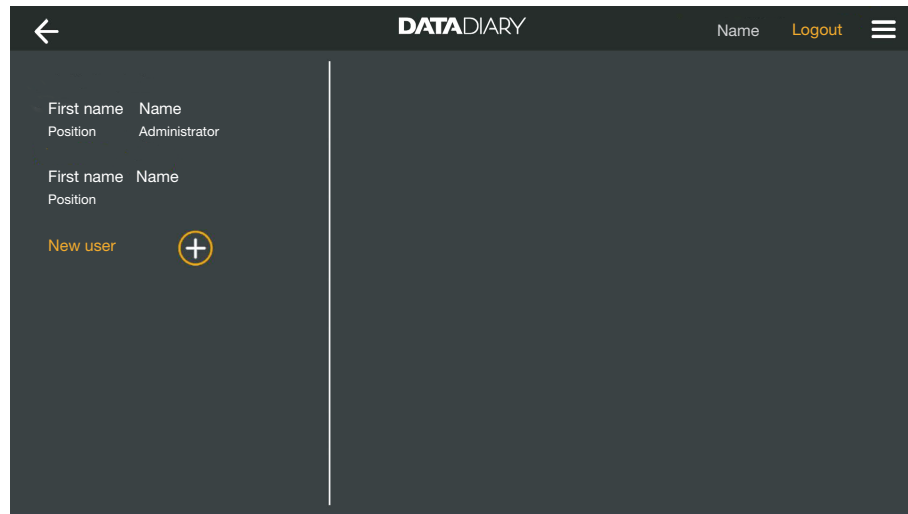 DATADIARY
Name Logout
First name Name
Position Administrator
First name Name
Position
New user